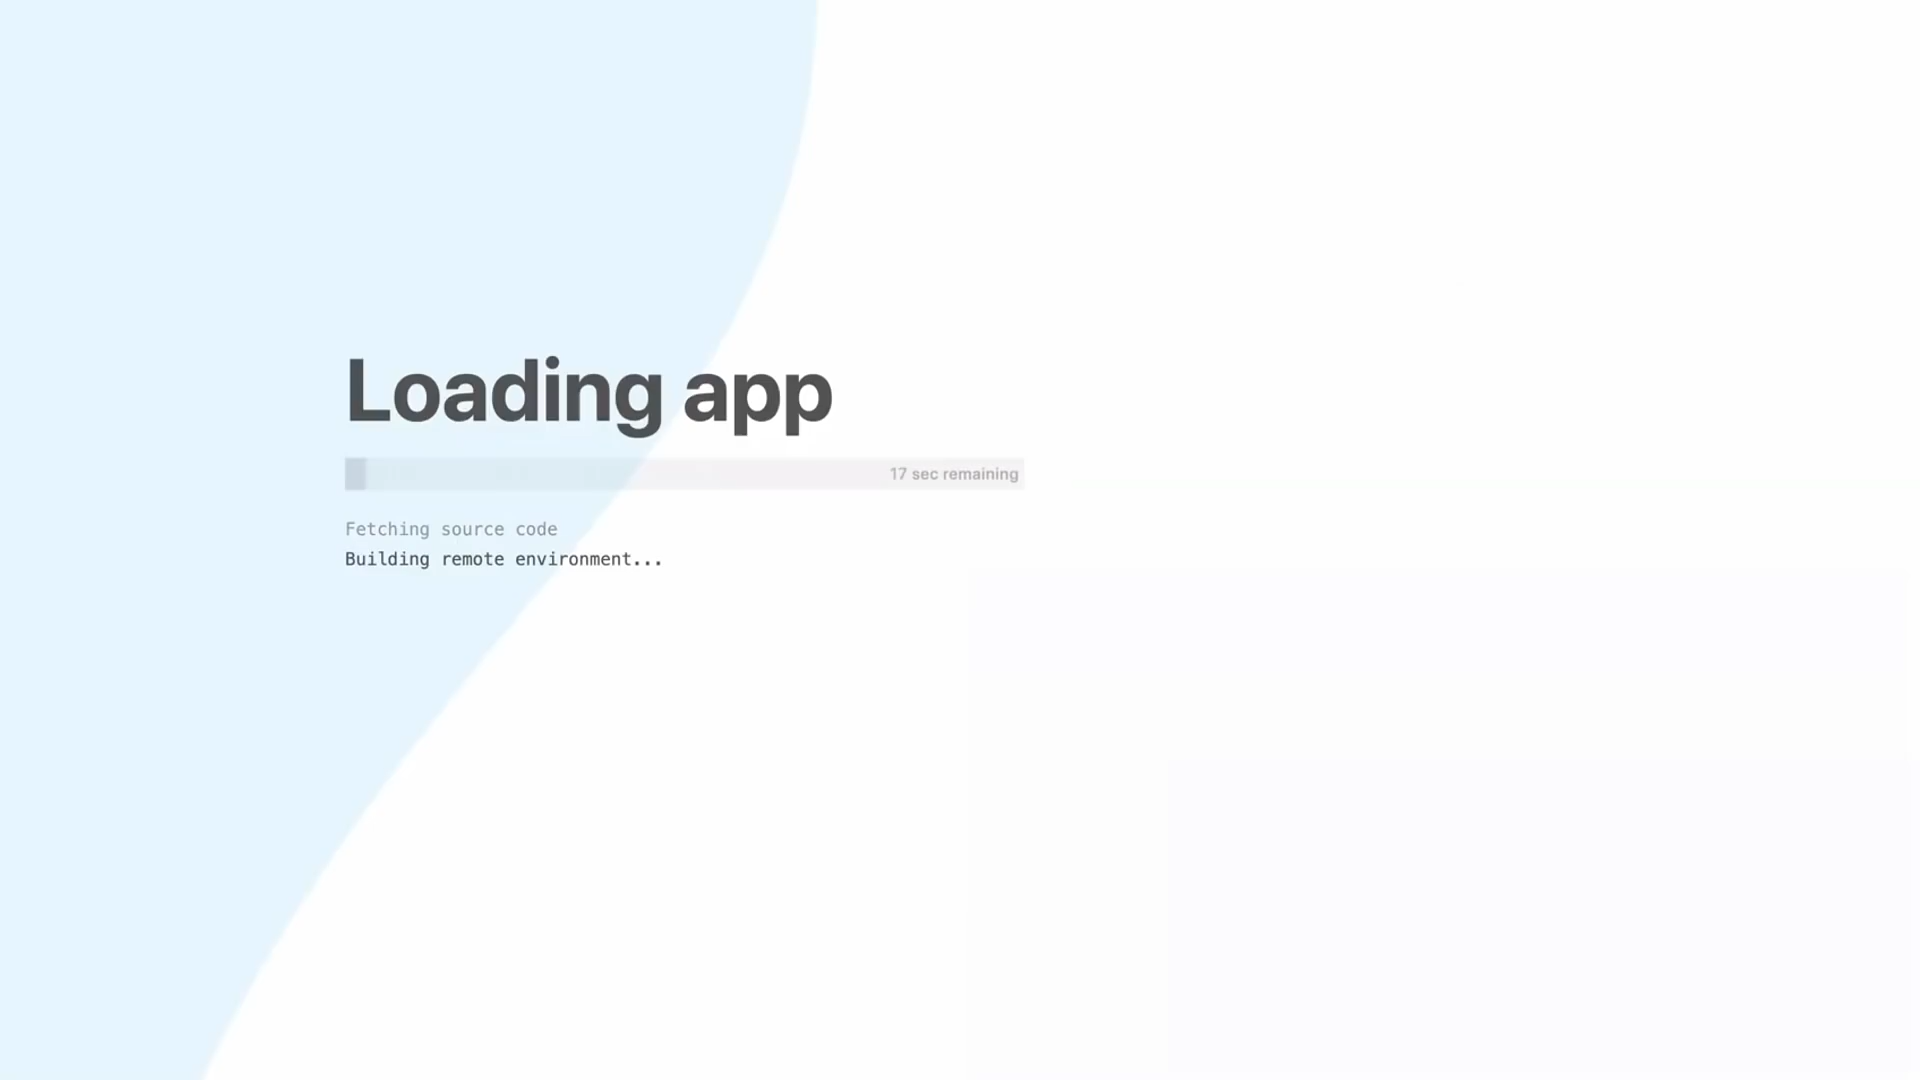 Loading app
17 sec remaining
Fetching source code
Building remote environment...